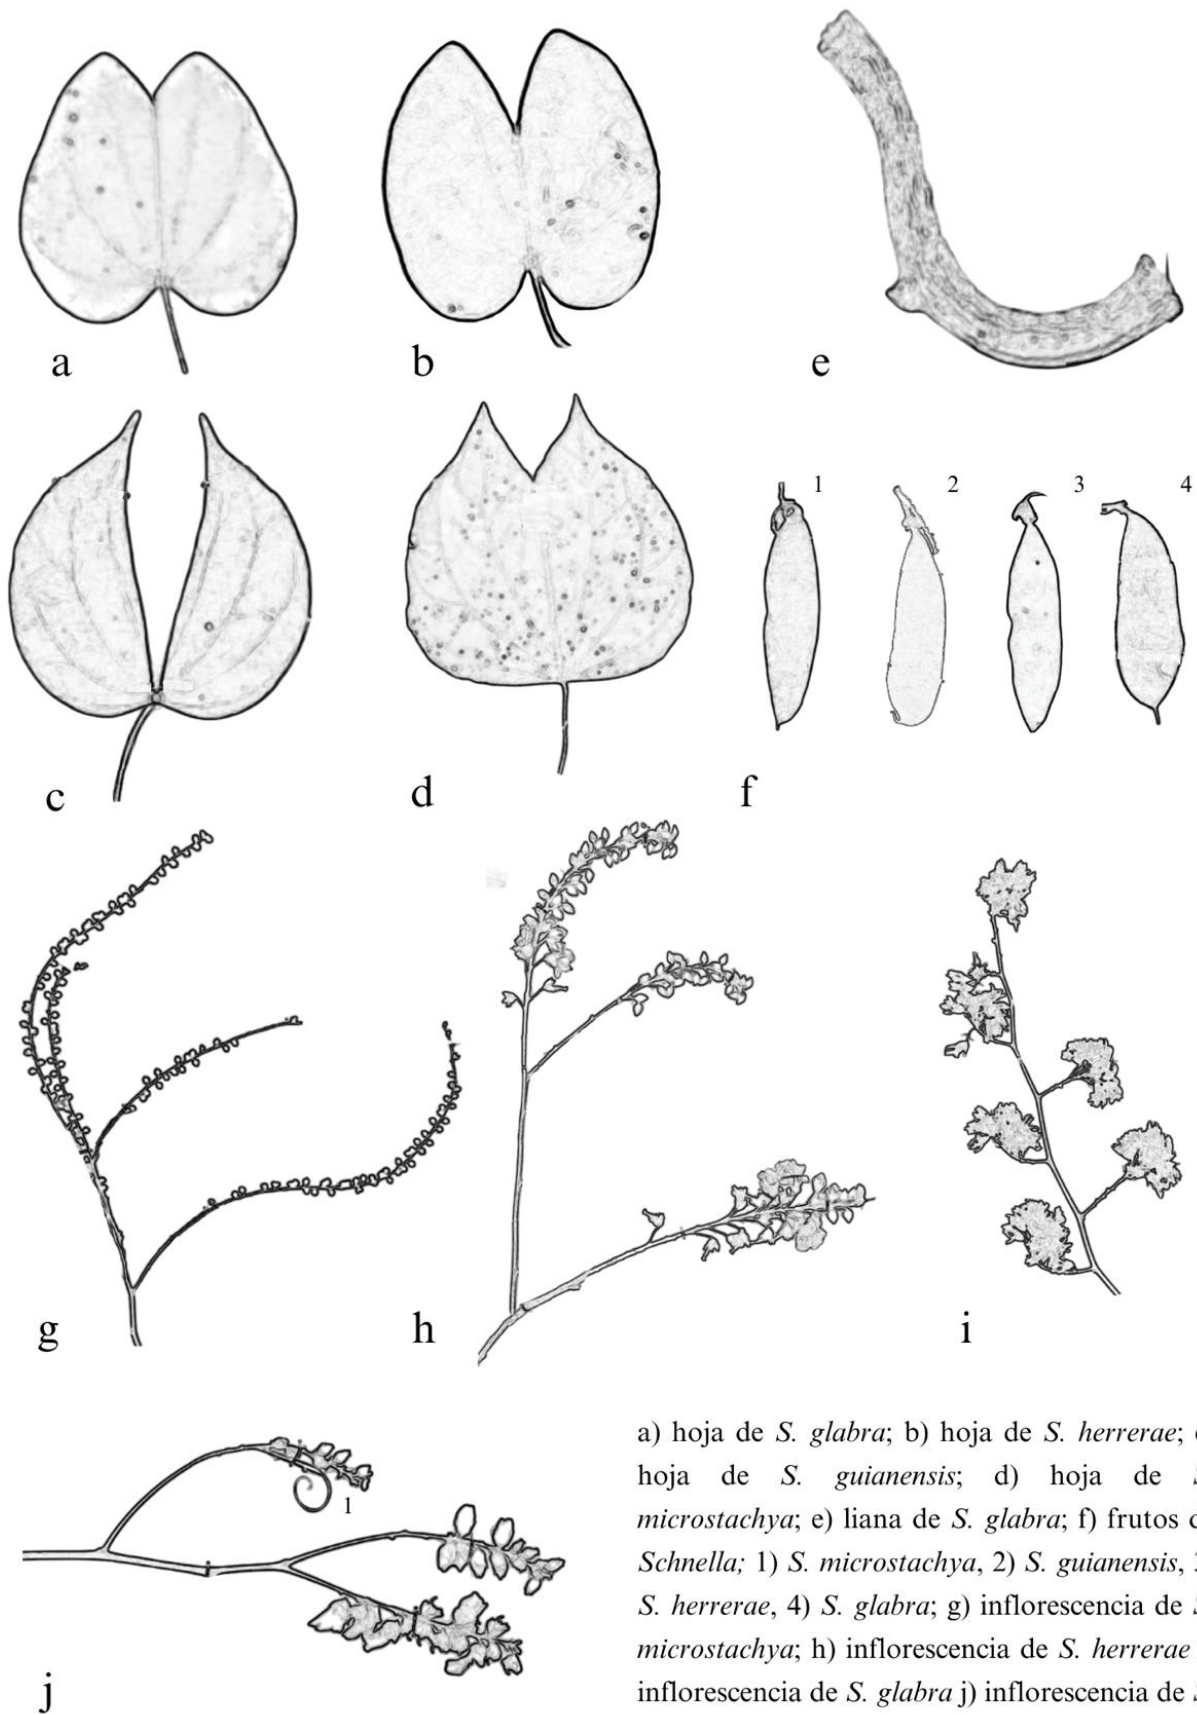 a
b
e
1
2
3
4
c
d
f
g
h
i
1
j
a) hoja de S. glabra; b) hoja de S. herrerae;
hoja de S. guianensis; d) hoja de
microstachya; e) liana de S. glabra; f) frutos
Schnella; 1) S. microstachya, 2) S. guianensis,
S. herrerae, 4) S. glabra; g) inflorescencia de
microstachya; h) inflorescencia de S. herrerae
inflorescencia de S. glabra j) inflorescencia de